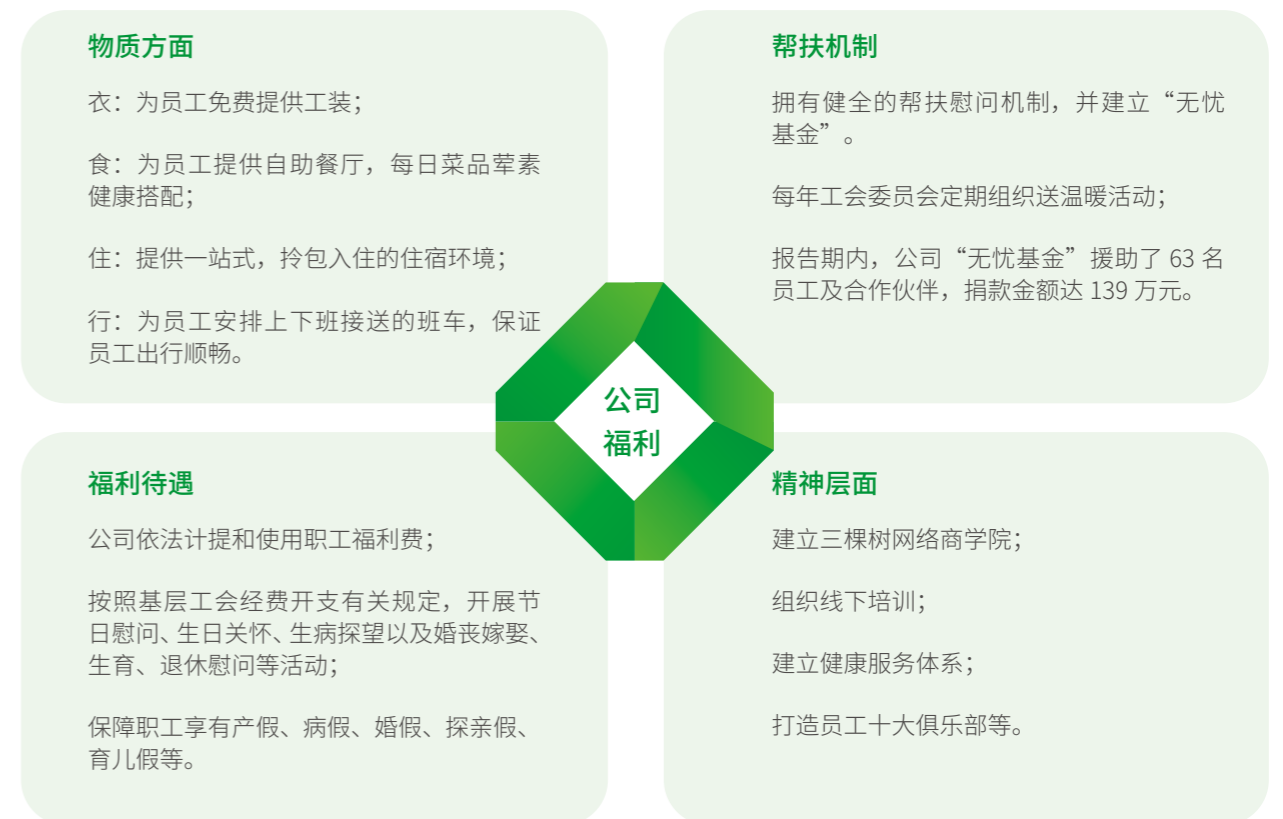 物质方面
衣：为员工免费提供工装；
食：为员工提供自助餐厅，每日菜品荤素
健康搭配；
住：提供一站式，拎包入住的住宿环境；
行：为员工安排上下班接送的班车，保证
员工出行顺畅。
帮扶机制
拥有健全的帮扶慰问机制，并建立“无忧
基金”。
每年工会委员会定期组织送温暖活动；
报告期内，公司“无忧基金”援助了 63 名
员工及合作伙伴，捐款金额达 139 万元。
公司
福利
福利待遇
公司依法计提和使用职工福利费；
按照基层工会经费开支有关规定，开展节
日慰问、生日关怀、生病探望以及婚丧嫁娶、
生育、退休慰问等活动；
保障职工享有产假、病假、婚假、探亲假、
育儿假等。
精神层面
建立三棵树网络商学院；
组织线下培训；
建立健康服务体系；
打造员工十大俱乐部等。